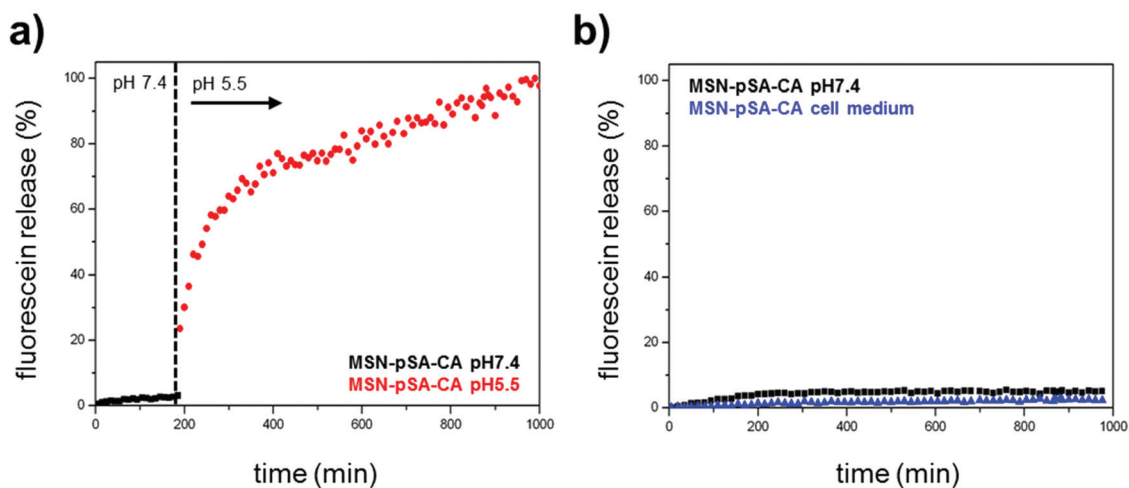 a)
fluorescein release (%)
100
80
60
40
20
0
pH 7.4
pH 5.5
MSN-pSA-CA pH7.4
MSN-pSA-CA pH5.5
0
200
400
600
800
1000
time (min)
b)
fluorescein release (%)
100
80
60
40
20
0
MSN-pSA-CA pH7.4
MSN-pSA-CA cell medium
0
200
400
600
800
1000
time (min)